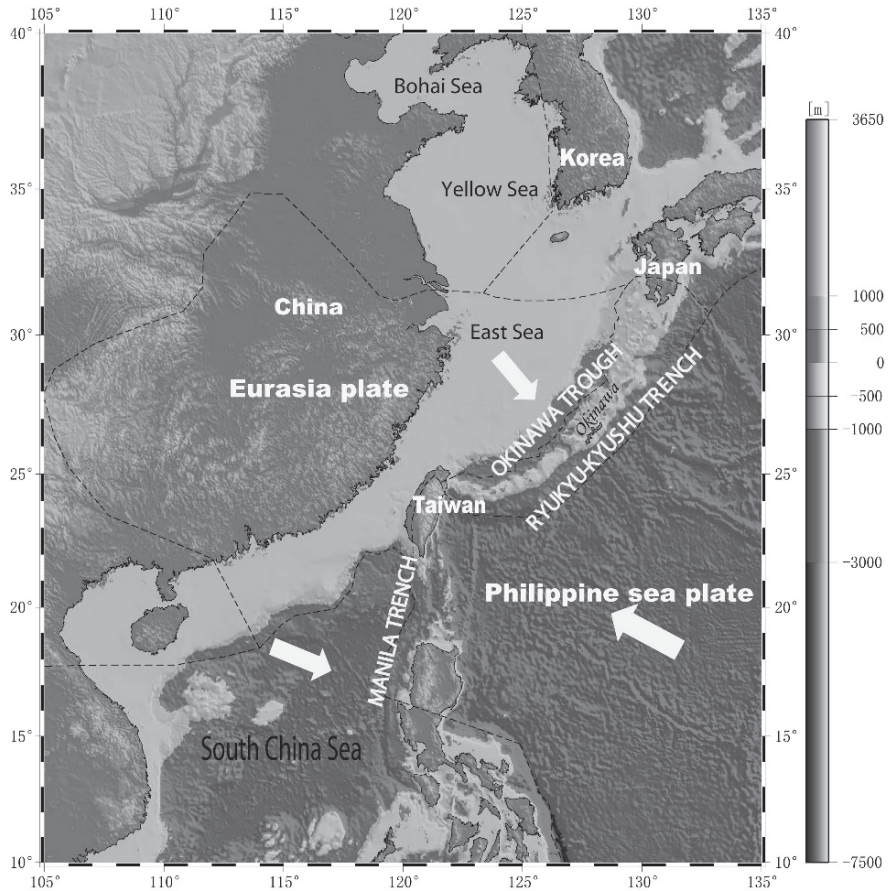 105° 110° 115° 120° 125° 130° 135°
40° 40°
[m]
3650
Bohai Sea
Korea
Yellow Sea
35° 35°
Japan
1000
China
30° 30°
East Sea
500
0
Eurasia plate
OKINAWA TROUGH
Okinawa
RYUKYU-KYUSHU TRENCH
-500
-1000
25° 25°
Taiwan
-3000
MANILA TRENCH
Philippine sea plate
20° 20°
15° 15°
South China Sea
10° 10°
-7500
105° 110° 115° 120° 125° 130° 135°